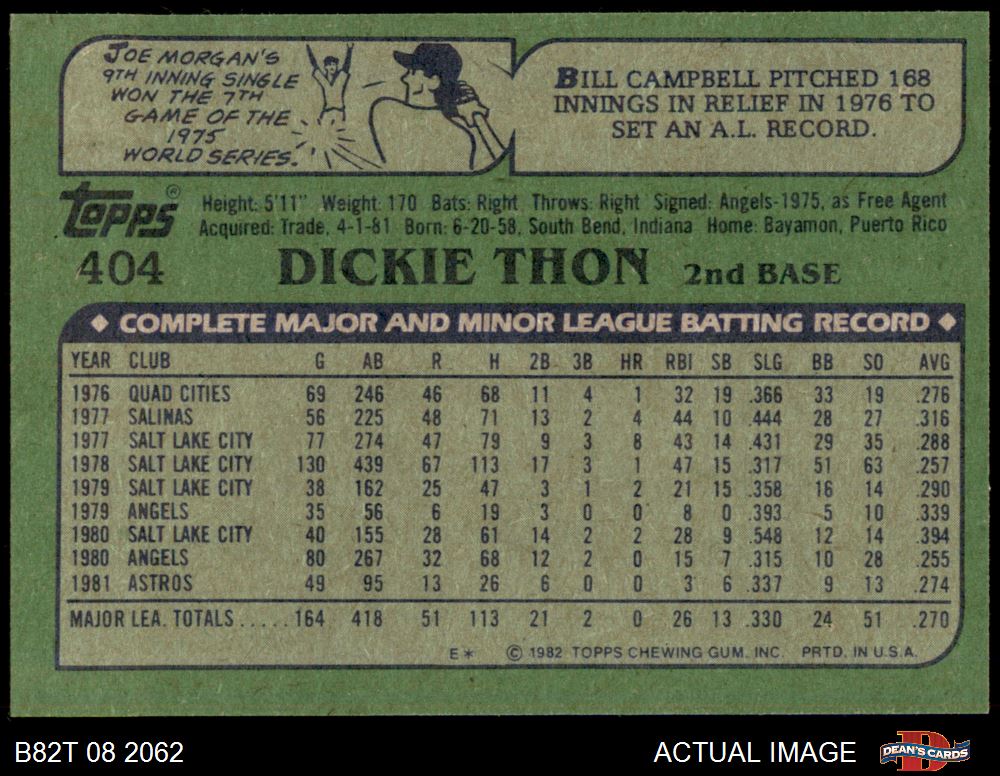 JOE MORGAN'S
9TH INNING SINGLE
WON THE 7TH
GAME OF THE
1975
WORLD SERIES.
BILL CAMPBELL PITCHED 168
INNINGS IN RELIEF IN 1976 TO
SET AN A.L. RECORD.
Topps®
Height: 5'11" Weight: 170 Bats: Right Throws: Right Signed: Angels-1975, as Free Agent
Acquired: Trade, 4-1-81 Born: 6-20-58, South Bend, Indiana Home: Bayamon, Puerto Rico
404 DICKIE THON 2nd BASE
◆ COMPLETE MAJOR AND MINOR LEAGUE BATTING RECORD ◆
YEAR CLUB G AB R H 2B 3B HR RBI SB SLG BB SO AVG
1976 QUAD CITIES 69 246 46 68 11 4 1 32 19 .366 33 19 .276
1977 SALINAS 56 225 48 71 13 2 4 44 10 .444 28 27 .316
1977 SALT LAKE CITY 77 274 47 79 9 3 8 43 14 .431 29 35 .288
1978 SALT LAKE CITY 130 439 67 113 17 3 1 47 15 .317 51 63 .257
1979 SALT LAKE CITY 38 162 25 47 3 1 2 21 15 .358 16 14 .290
1979 ANGELS 35 56 6 19 3 0 0 8 0 .393 5 10 .339
1980 SALT LAKE CITY 40 155 28 61 14 2 2 28 9 .548 12 14 .394
1980 ANGELS 80 267 32 68 12 2 0 15 7 .315 10 28 .255
1981 ASTROS 49 95 13 26 6 0 0 3 6 .337 9 13 .274
MAJOR LEA. TOTALS.....164 418 51 113 21 2 0 26 13 .330 24 51 .270
E* © 1982 TOPPS CHEWING GUM. INC. PRTD. IN U.S.A.
B82T 08 2062
ACTUAL IMAGE
D
DEAN'S CARDS